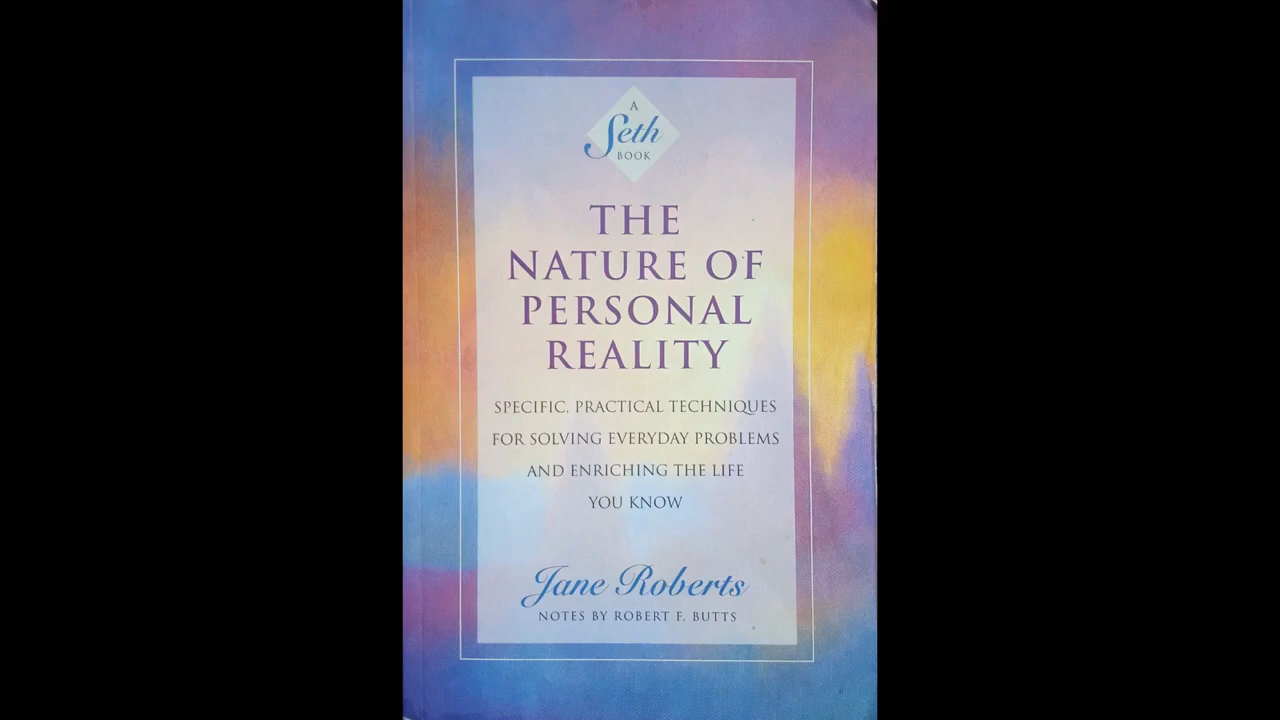 A
Seth
BOOK
THE
NATURE OF
PERSONAL
REALITY
SPECIFIC, PRACTICAL TECHNIQUES
FOR SOLVING EVERYDAY PROBLEMS
AND ENRICHING THE LIFE
YOU KNOW
Jane Roberts
NOTES BY ROBERT F. BUTTS